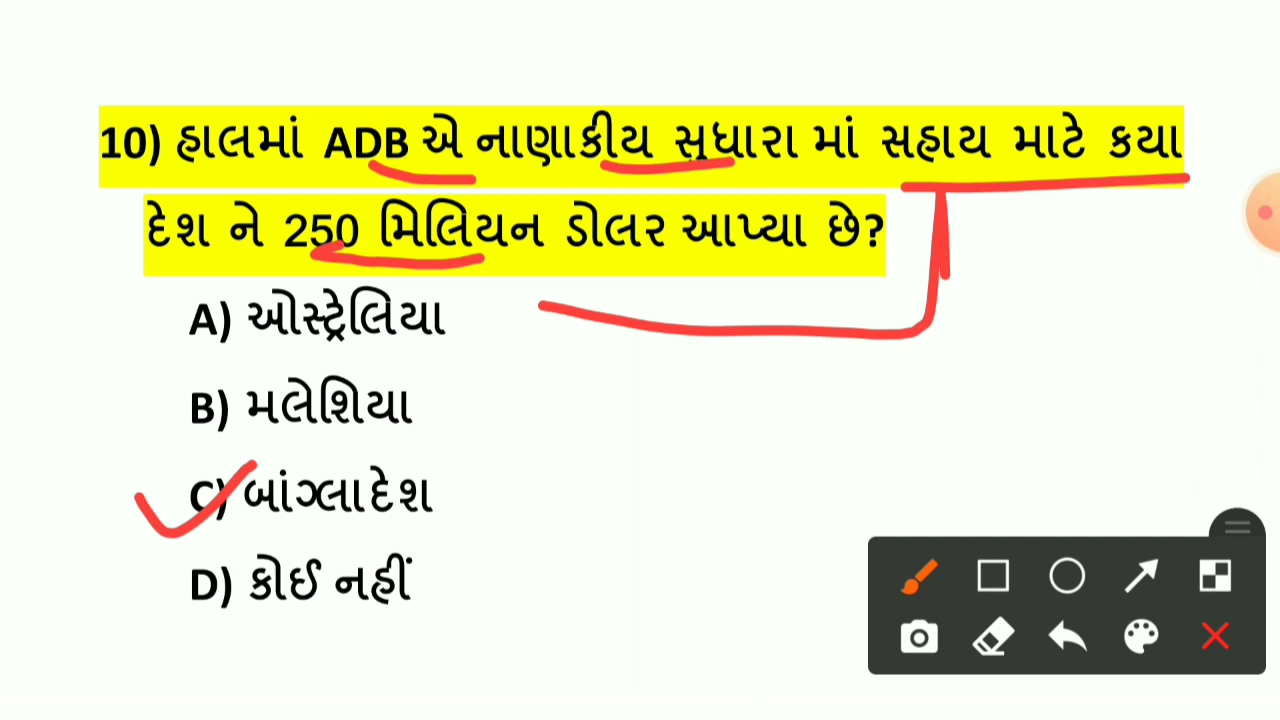 10) હાલમાં ADB એ નાણાકીય સુધારા માં સહાય માટે કયા
દેશ ને 250 મિલિયન ડોલર આપ્યા છે?
A) ઓસ્ટ્રેલિયા
B) મલેશિયા
C) બાંગ્લાદેશ
D) કોઈ નહીં